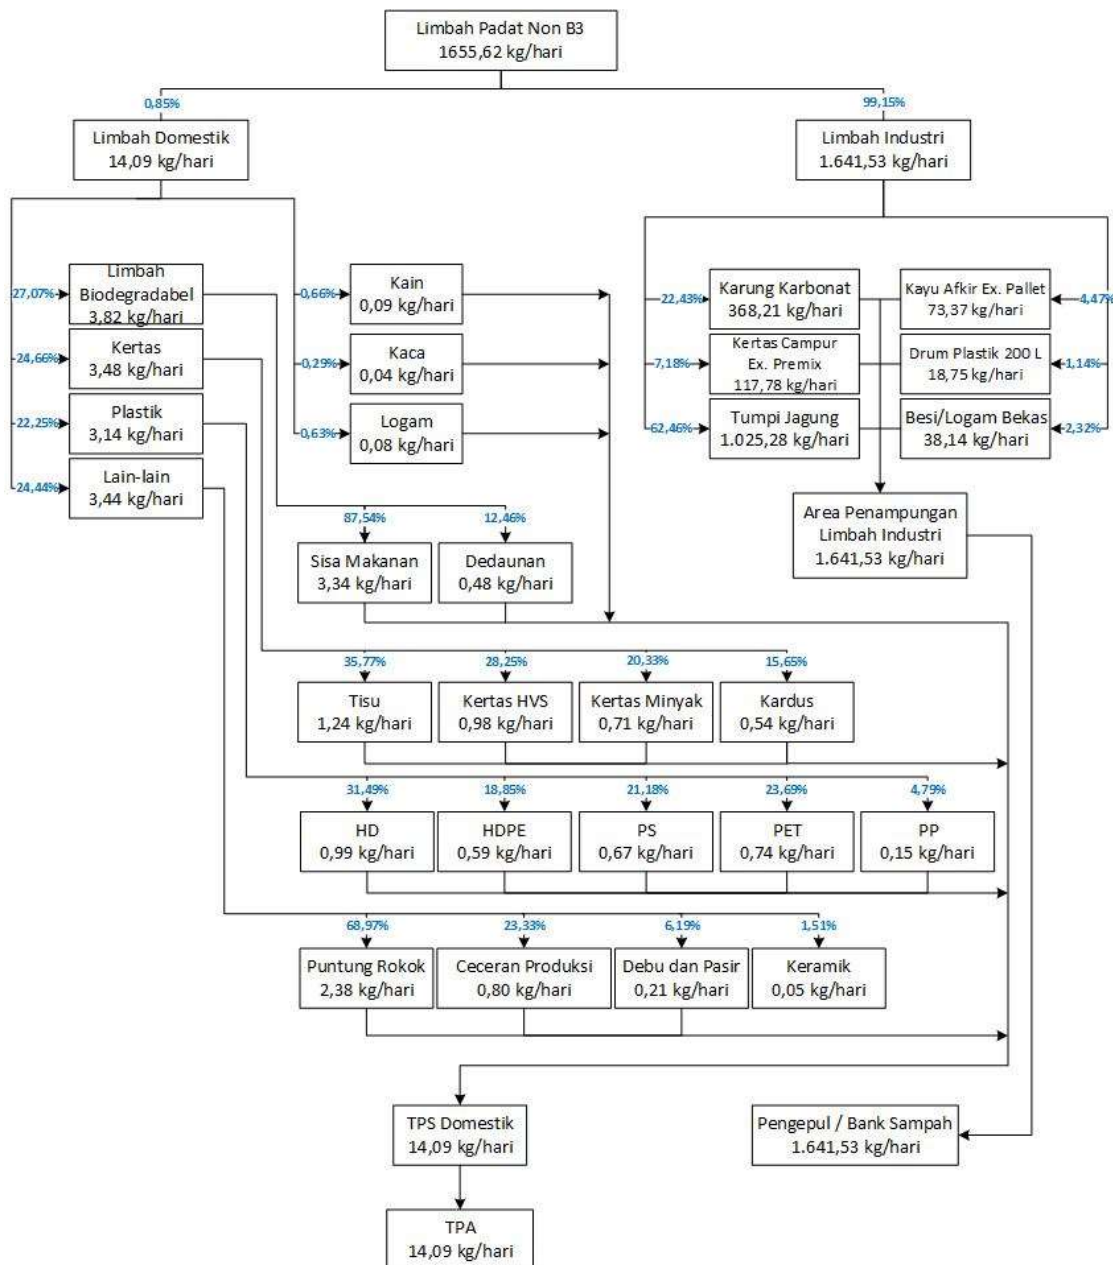 Limbah Padat Non B3
1655,62 kg/hari
0,85%
99,15%
Limbah Domestik
14,09 kg/hari
Limbah Industri
1.641,53 kg/hari
27,07%
Limbah
Biodegradabel
3,82 kg/hari
24,66%
Kertas
3,48 kg/hari
22,25%
Plastik
3,14 kg/hari
24,44%
Lain-lain
3,44 kg/hari
0,66%
Kain
0,09 kg/hari
0,29%
Kaca
0,04 kg/hari
0,63%
Logam
0,08 kg/hari
22,43%
Karung Karbonat
368,21 kg/hari
Kayu Afkir Ex. Pallet
73,37 kg/hari
4,47%
7,18%
Kertas Campur
Ex. Premix
117,78 kg/hari
Drum Plastik 200 L
18,75 kg/hari
1,14%
62,46%
Tumpi Jagung
1.025,28 kg/hari
Besi/Logam Bekas
38,14 kg/hari
2,32%
Area Penampungan
Limbah Industri
1.641,53 kg/hari
87,54%
12,46%
Sisa Makanan
3,34 kg/hari
Dedaunan
0,48 kg/hari
35,77%
28,25%
20,33%
15,65%
Tisu
1,24 kg/hari
Kertas HVS
0,98 kg/hari
Kertas Minyak
0,71 kg/hari
Kardus
0,54 kg/hari
31,49%
18,85%
21,18%
23,69%
4,79%
HD
0,99 kg/hari
HDPE
0,59 kg/hari
PS
0,67 kg/hari
PET
0,74 kg/hari
PP
0,15 kg/hari
68,97%
23,33%
6,19%
1,51%
Puntung Rokok
2,38 kg/hari
Ceceran Produksi
0,80 kg/hari
Debu dan Pasir
0,21 kg/hari
Keramik
0,05 kg/hari
TPS Domestik
14,09 kg/hari
Pengepul / Bank Sampah
1.641,53 kg/hari
TPA
14,09 kg/hari